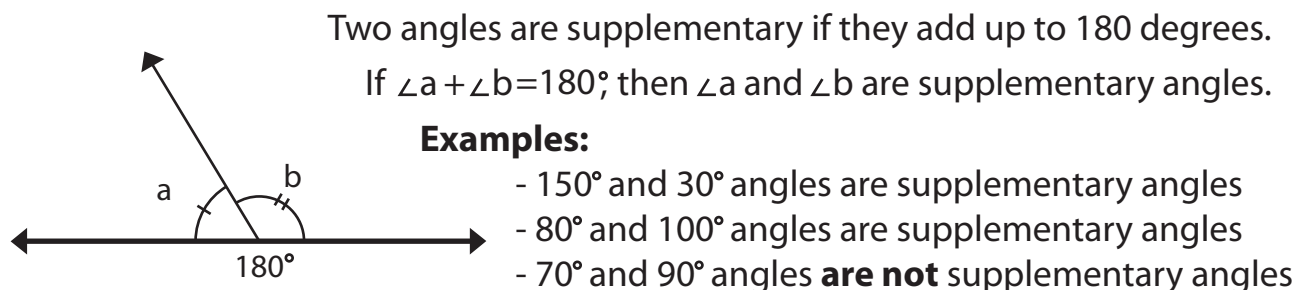 Two angles are supplementary if they add up to 180 degrees.
If ∠a+∠b=180°, then ∠a and ∠b are supplementary angles.
Examples:
- 150° and 30° angles are supplementary angles
- 80° and 100° angles are supplementary angles
- 70° and 90° angles are not supplementary angles
a
b
180°